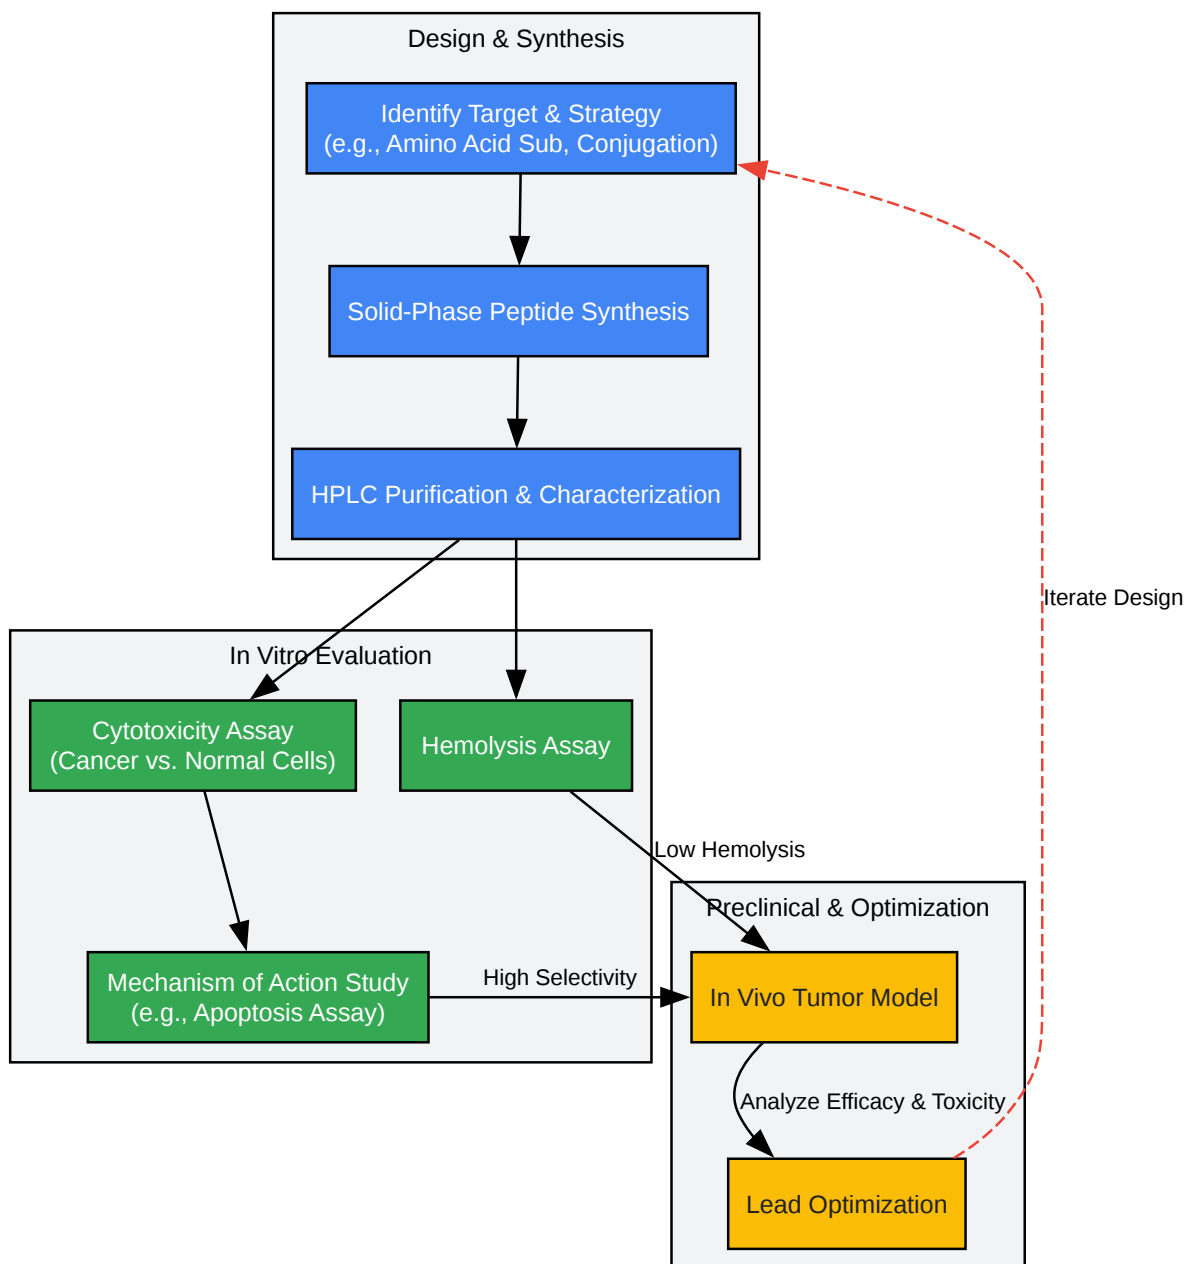 Design & Synthesis
Identify Target & Strategy
(e.g., Amino Acid Sub, Conjugation)
Solid-Phase Peptide Synthesis
HPLC Purification & Characterization
Iterate Design
In Vitro Evaluation
Cytotoxicity Assay
(Cancer vs. Normal Cells)
Hemolysis Assay
Low Hemolysis
Preclinical & Optimization
Mechanism of Action Study
(e.g., Apoptosis Assay)
High Selectivity
In Vivo Tumor Model
Analyze Efficacy & Toxicity
Lead Optimization